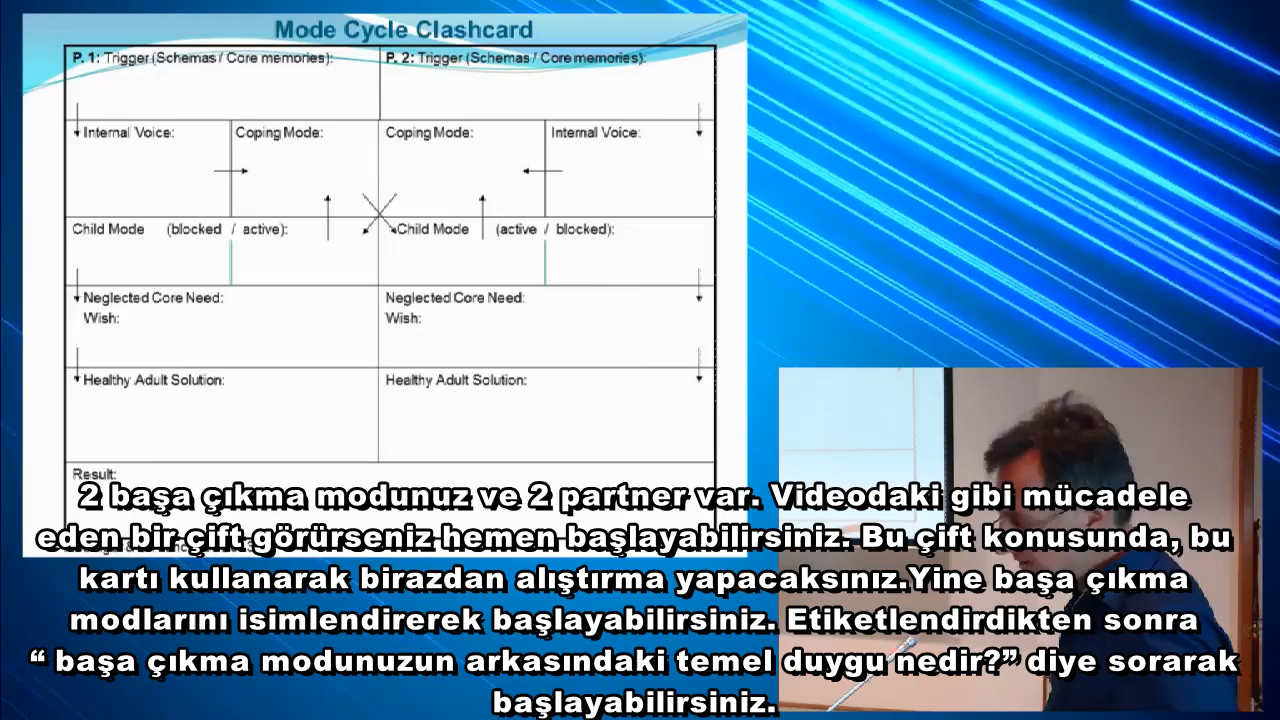 Mode Cycle Clashcard
P. 1: Trigger (Schemas / Core memories): P. 2: Trigger (Schemas / Core memories):
Internal Voice: Coping Mode: Coping Mode: Internal Voice:
Child Mode (blocked / active): Child Mode (active / blocked):
Neglected Core Need: Neglected Core Need:
Wish: Wish:
Healthy Adult Solution: Healthy Adult Solution:
Result:
2 başa çıkma modunuz ve 2 partner var. Videodaki gibi mücadele
eden bir çift görürseniz hemen başlayabilirsiniz. Bu çift konusunda, bu
kartı kullanarak birazdan alıştırma yapacaksınız.Yine başa çıkma
modlarını isimlendirerek başlayabilirsiniz. Etiketlendirdikten sonra
“ başa çıkma modunuzun arkasındaki temel duygu nedir?” diye sorarak
başlayabilirsiniz.